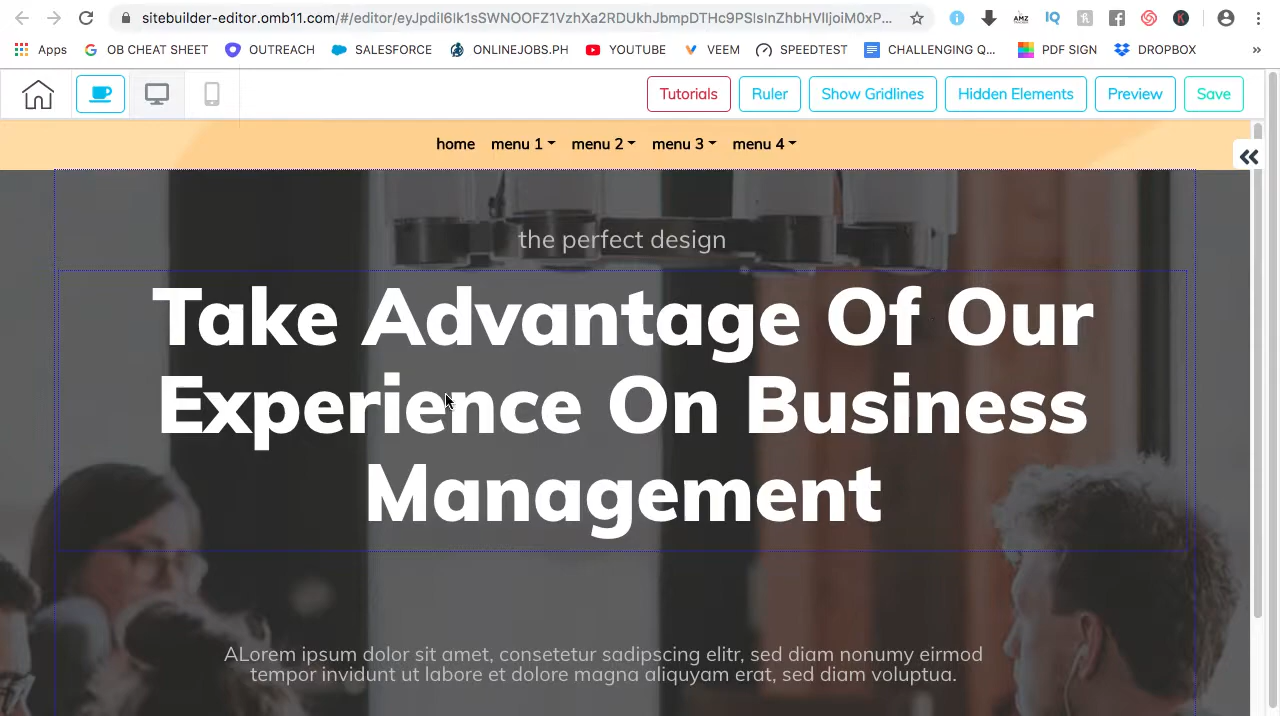 sitebuilder-editor.omb11.com/#/editor/eyJpdil6Ik1sSWNOOFZ1VzhXa2RDUkhJbmpDTHc9PSIsInZhbHVlIjoiM0xP...
Apps OB CHEAT SHEET OUTREACH SALESFORCE ONLINEJOBS.PH YOUTUBE VEEM SPEEDTEST CHALLENGING Q... PDF SIGN DROPBOX »
Tutorials Ruler Show Gridlines Hidden Elements Preview Save
home menu 1 menu 2 menu 3 menu 4
the perfect design
Take Advantage Of Our
Experience On Business
Management
ALorem ipsum dolor sit amet, consetetur sadipscing elitr, sed diam nonumy eirmod
tempor invidunt ut labore et dolore magna aliquyam erat, sed diam voluptua.